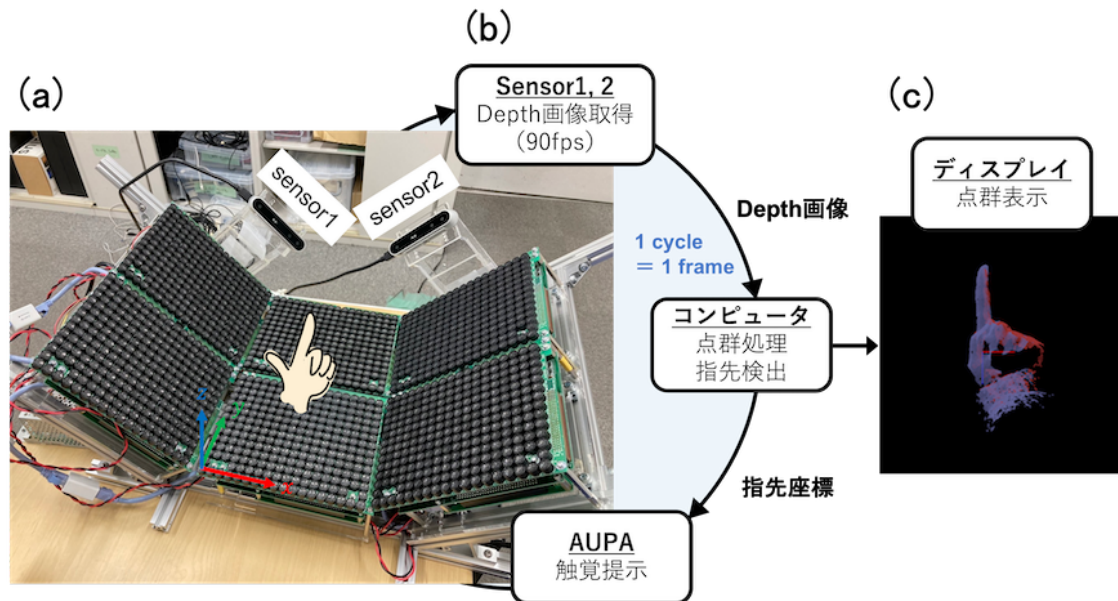 (a)
(b)
(c)
Sensor1, 2
Depth画像取得
（90fps）
sensor1
sensor2
Depth画像
1 cycle
＝ 1 frame
コンピュータ
点群処理
指先検出
指先座標
AUPA
触覚提示
ディスプレイ
点群表示
z
y
x